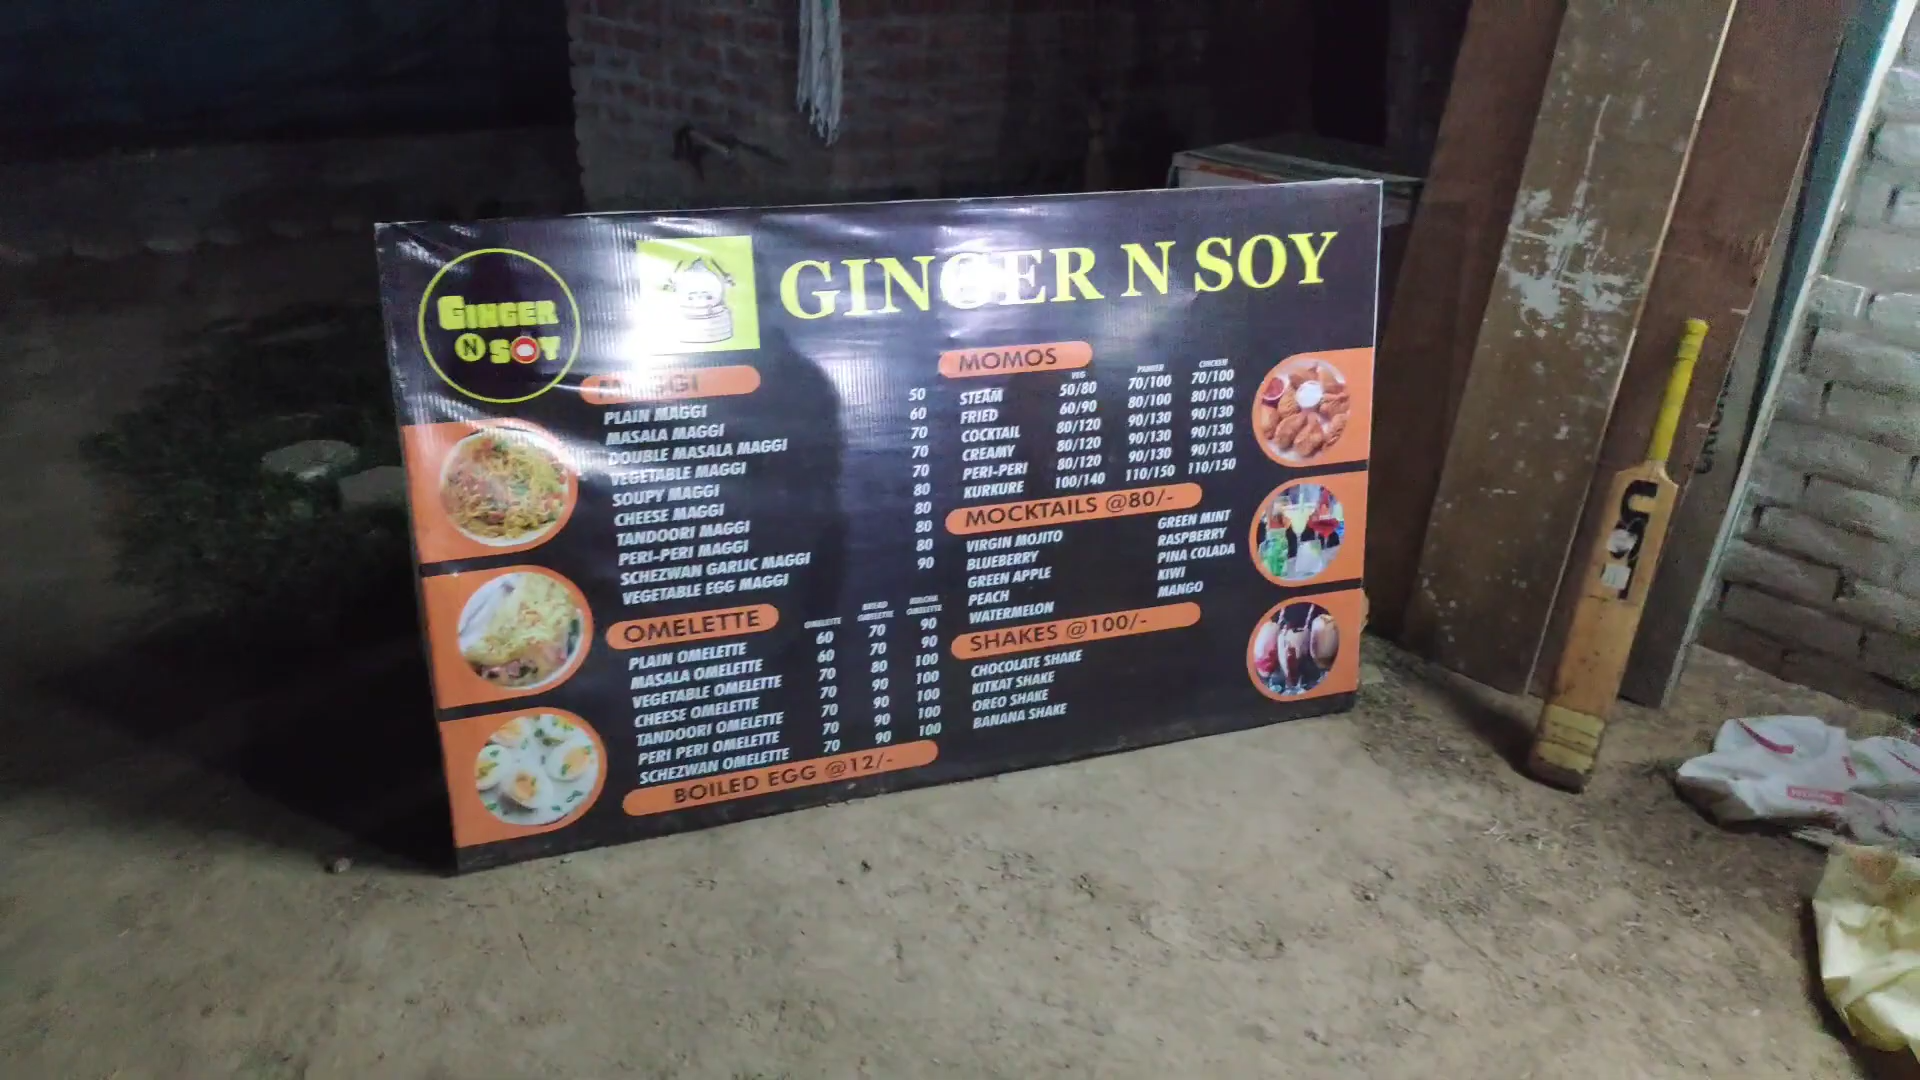 GINGER
N SOY
GINGER N SOY
MAGGI
PLAIN MAGGI 50
MASALA MAGGI 60
DOUBLE MASALA MAGGI 70
VEGETABLE MAGGI 70
SOUPY MAGGI 70
CHEESE MAGGI 80
TANDOORI MAGGI 80
PERI-PERI MAGGI 80
SCHEZWAN GARLIC MAGGI 80
VEGETABLE EGG MAGGI 90
OMELETTE
OMELETTE BREAD OMELETTE OMELETTE
PLAIN OMELETTE 60 70 90
MASALA OMELETTE 60 70 90
VEGETABLE OMELETTE 70 80 100
CHEESE OMELETTE 70 90 100
TANDOORI OMELETTE 70 90 100
PERI PERI OMELETTE 70 90 100
SCHEZWAN OMELETTE 70 90 100
BOILED EGG @12/-
MOMOS
VEG PANEER CHICKEN
STEAM 50/80 70/100 70/100
FRIED 60/90 80/100 80/100
COCKTAIL 80/120 90/130 90/130
CREAMY 80/120 90/130 90/130
PERI-PERI 80/120 90/130 90/130
KURKURE 100/140 110/150 110/150
MOCKTAILS @80/-
VIRGIN MOJITO GREEN MINT
BLUEBERRY RASPBERRY
GREEN APPLE PINA COLADA
PEACH KIWI
WATERMELON MANGO
SHAKES @100/-
CHOCOLATE SHAKE
KITKAT SHAKE
OREO SHAKE
BANANA SHAKE